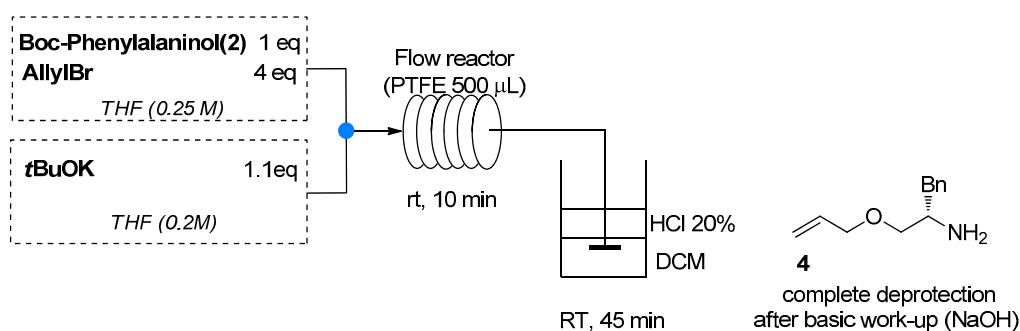 Boc-Phenylalaninol(2) 1 eq
AllylBr 4 eq
THF (0.25 M)
tBuOK 1.1eq
THF (0.2M)
Flow reactor
(PTFE 500 µL)
rt, 10 min
HCl 20%
DCM
RT, 45 min
Bn
O
NH2
4
complete deprotection
after basic work-up (NaOH)